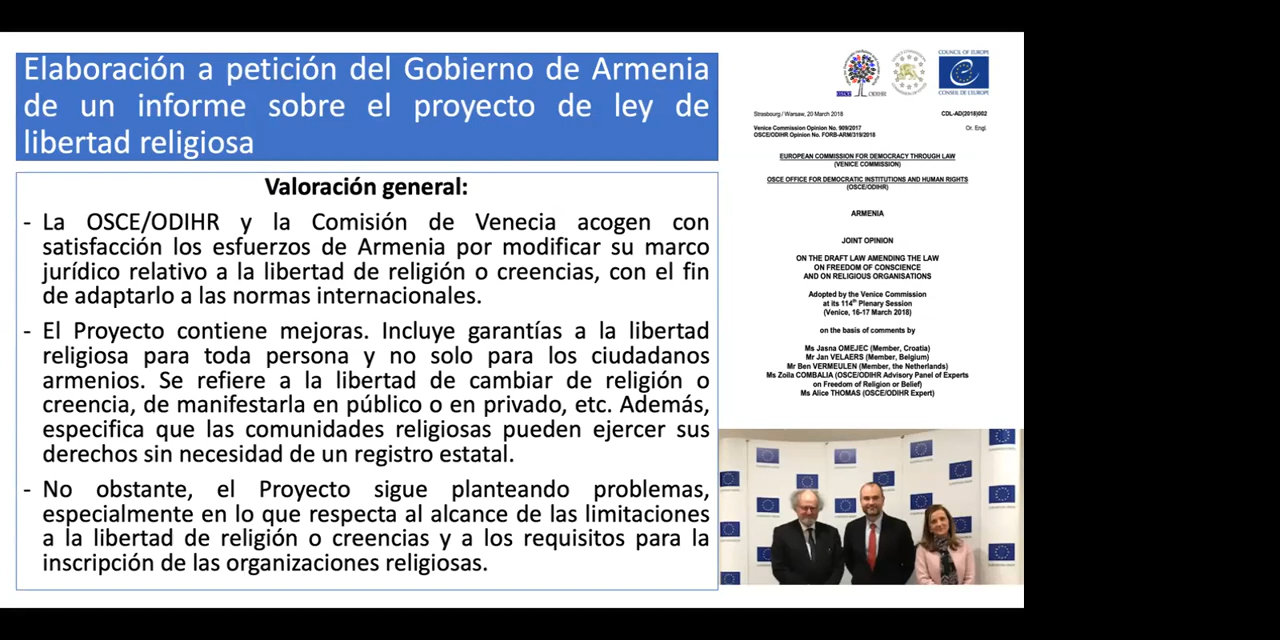 Elaboración a petición del Gobierno de Armenia
de un informe sobre el proyecto de ley de
libertad religiosa
Valoración general:
- La OSCE/ODIHR y la Comisión de Venecia acogen con
satisfacción los esfuerzos de Armenia por modificar su marco
jurídico relativo a la libertad de religión o creencias, con el fin
de adaptarlo a las normas internacionales.
- El Proyecto contiene mejoras. Incluye garantías a la libertad
religiosa para toda persona y no solo para los ciudadanos
armenios. Se refiere a la libertad de cambiar de religión o
creencia, de manifestarla en público o en privado, etc. Además,
especifica que las comunidades religiosas pueden ejercer sus
derechos sin necesidad de un registro estatal.
- No obstante, el Proyecto sigue planteando problemas,
especialmente en lo que respecta al alcance de las limitaciones
a la libertad de religión o creencias y a los requisitos para la
inscripción de las organizaciones religiosas.
COUNCIL OF EUROPE
CONSEIL DE L'EUROPE
OSCE ODIHR
Strasbourg / Warsaw, 20 March 2018
CDL-AD(2018)002
Venice Commission Opinion No. 909/2017
OSCE/ODIHR Opinion No. FORB-ARM/319/2018
Or. Engl.
EUROPEAN COMMISSION FOR DEMOCRACY THROUGH LAW
(VENICE COMMISSION)
OSCE OFFICE FOR DEMOCRATIC INSTITUTIONS AND HUMAN RIGHTS
(OSCE/ODIHR)
ARMENIA
JOINT OPINION
ON THE DRAFT LAW AMENDING THE LAW
ON FREEDOM OF CONSCIENCE
AND ON RELIGIOUS ORGANISATIONS
Adopted by the Venice Commission
at its 114th Plenary Session
(Venice, 16-17 March 2018)
on the basis of comments by
Ms Jasna OMEJEC (Member, Croatia)
Mr Jan VELAERS (Member, Belgium)
Mr Ben VERMEULEN (Member, the Netherlands)
Ms Zoila COMBALIA (OSCE/ODIHR Advisory Panel of Experts
on Freedom of Religion or Belief)
Ms Alice THOMAS (OSCE/ODIHR Expert)